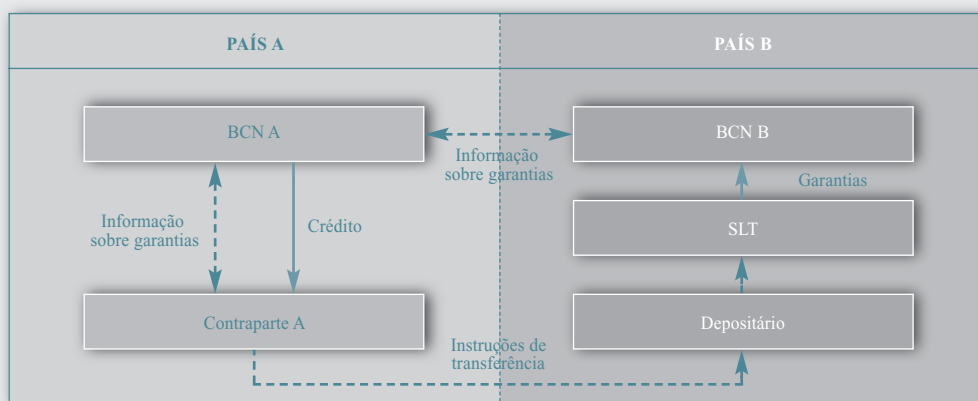 PAÍS A
PAÍS B
BCN A
BCN B
Informação
sobre garantias
Garantias
Informação
sobre garantias
Crédito
SLT
Contraparte A
Depositário
Instruções de
transferência